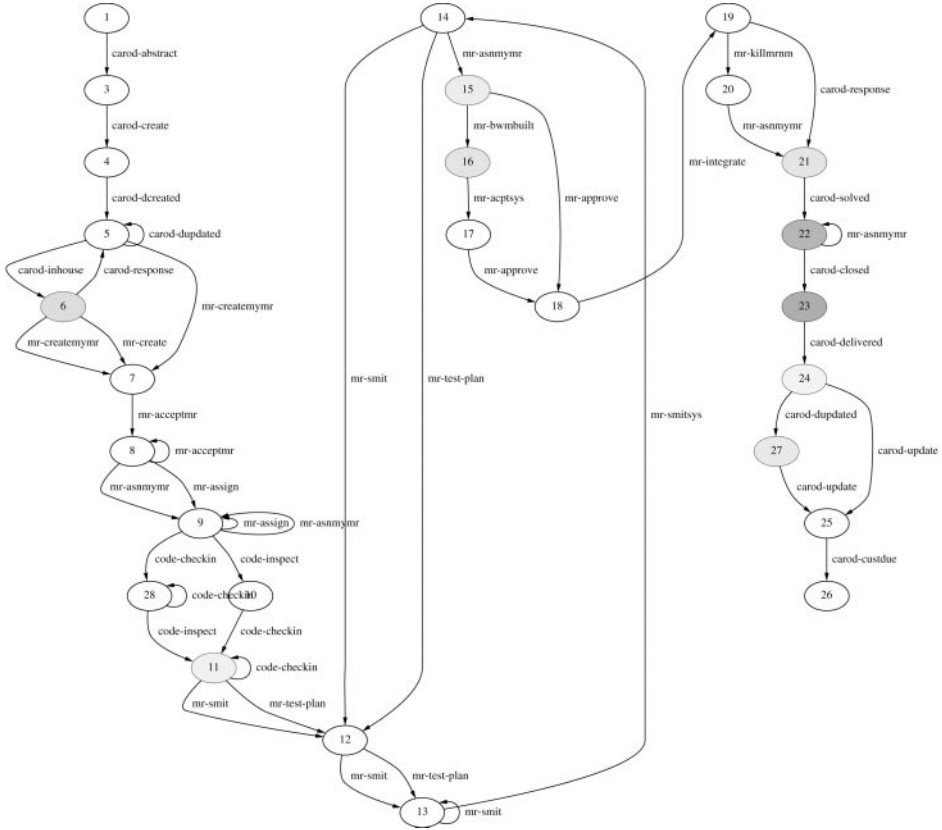 1
carod-abstract
3
carod-create
4
carod-dcreated
5
carod-dupdated
carod-inhouse
carod-response
6
mr-createmymr
mr-createmymr
mr-create
7
mr-acceptmr
8
mr-acceptmr
mr-asnmymr
mr-assign
9
mr-assign
mr-asnmymr
code-checkin
code-inspect
28
code-checkin
10
code-inspect
code-checkin
11
code-checkin
mr-smit
mr-test-plan
12
mr-smit
mr-test-plan
13
mr-smit
14
mr-asnmymr
15
mr-bwmbuilt
16
mr-acptsys
mr-approve
17
mr-approve
18
mr-smit
mr-test-plan
mr-smitsys
mr-integrate
19
mr-killmrnm
20
carod-response
mr-asnmymr
21
carod-solved
22
mr-asnmymr
carod-closed
23
carod-delivered
24
carod-dupdated
27
carod-update
carod-update
25
carod-custdue
26